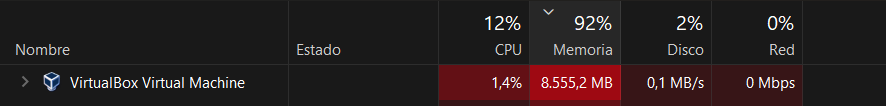 12% 92% 2% 0%
Nombre Estado CPU Memoria Disco Red
VirtualBox Virtual Machine 1,4% 8.555,2 MB 0,1 MB/s 0 Mbps